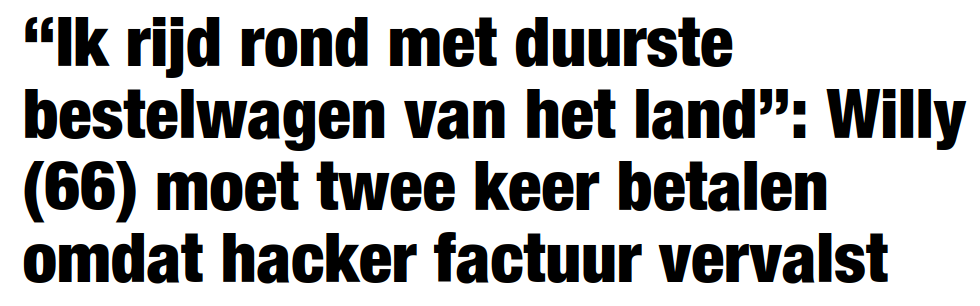 “Ik rijd rond met duurste
bestelwagen van het land”: Willy
(66) moet twee keer betalen
omdat hacker factuur vervalst